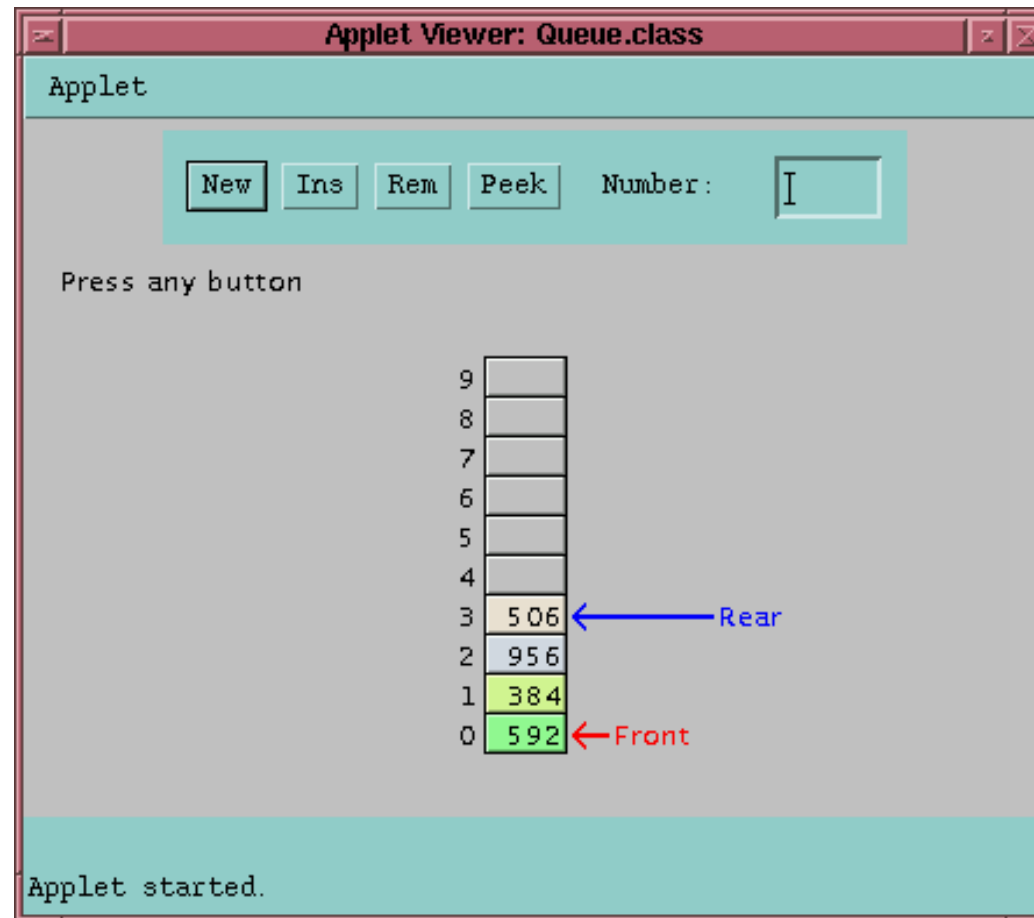 Applet Viewer: Queue.class
Applet
New Ins Rem Peek Number:
Press any button
9
8
7
6
5
4
3 506 Rear
2 956
1 384
0 592 Front
Applet started.